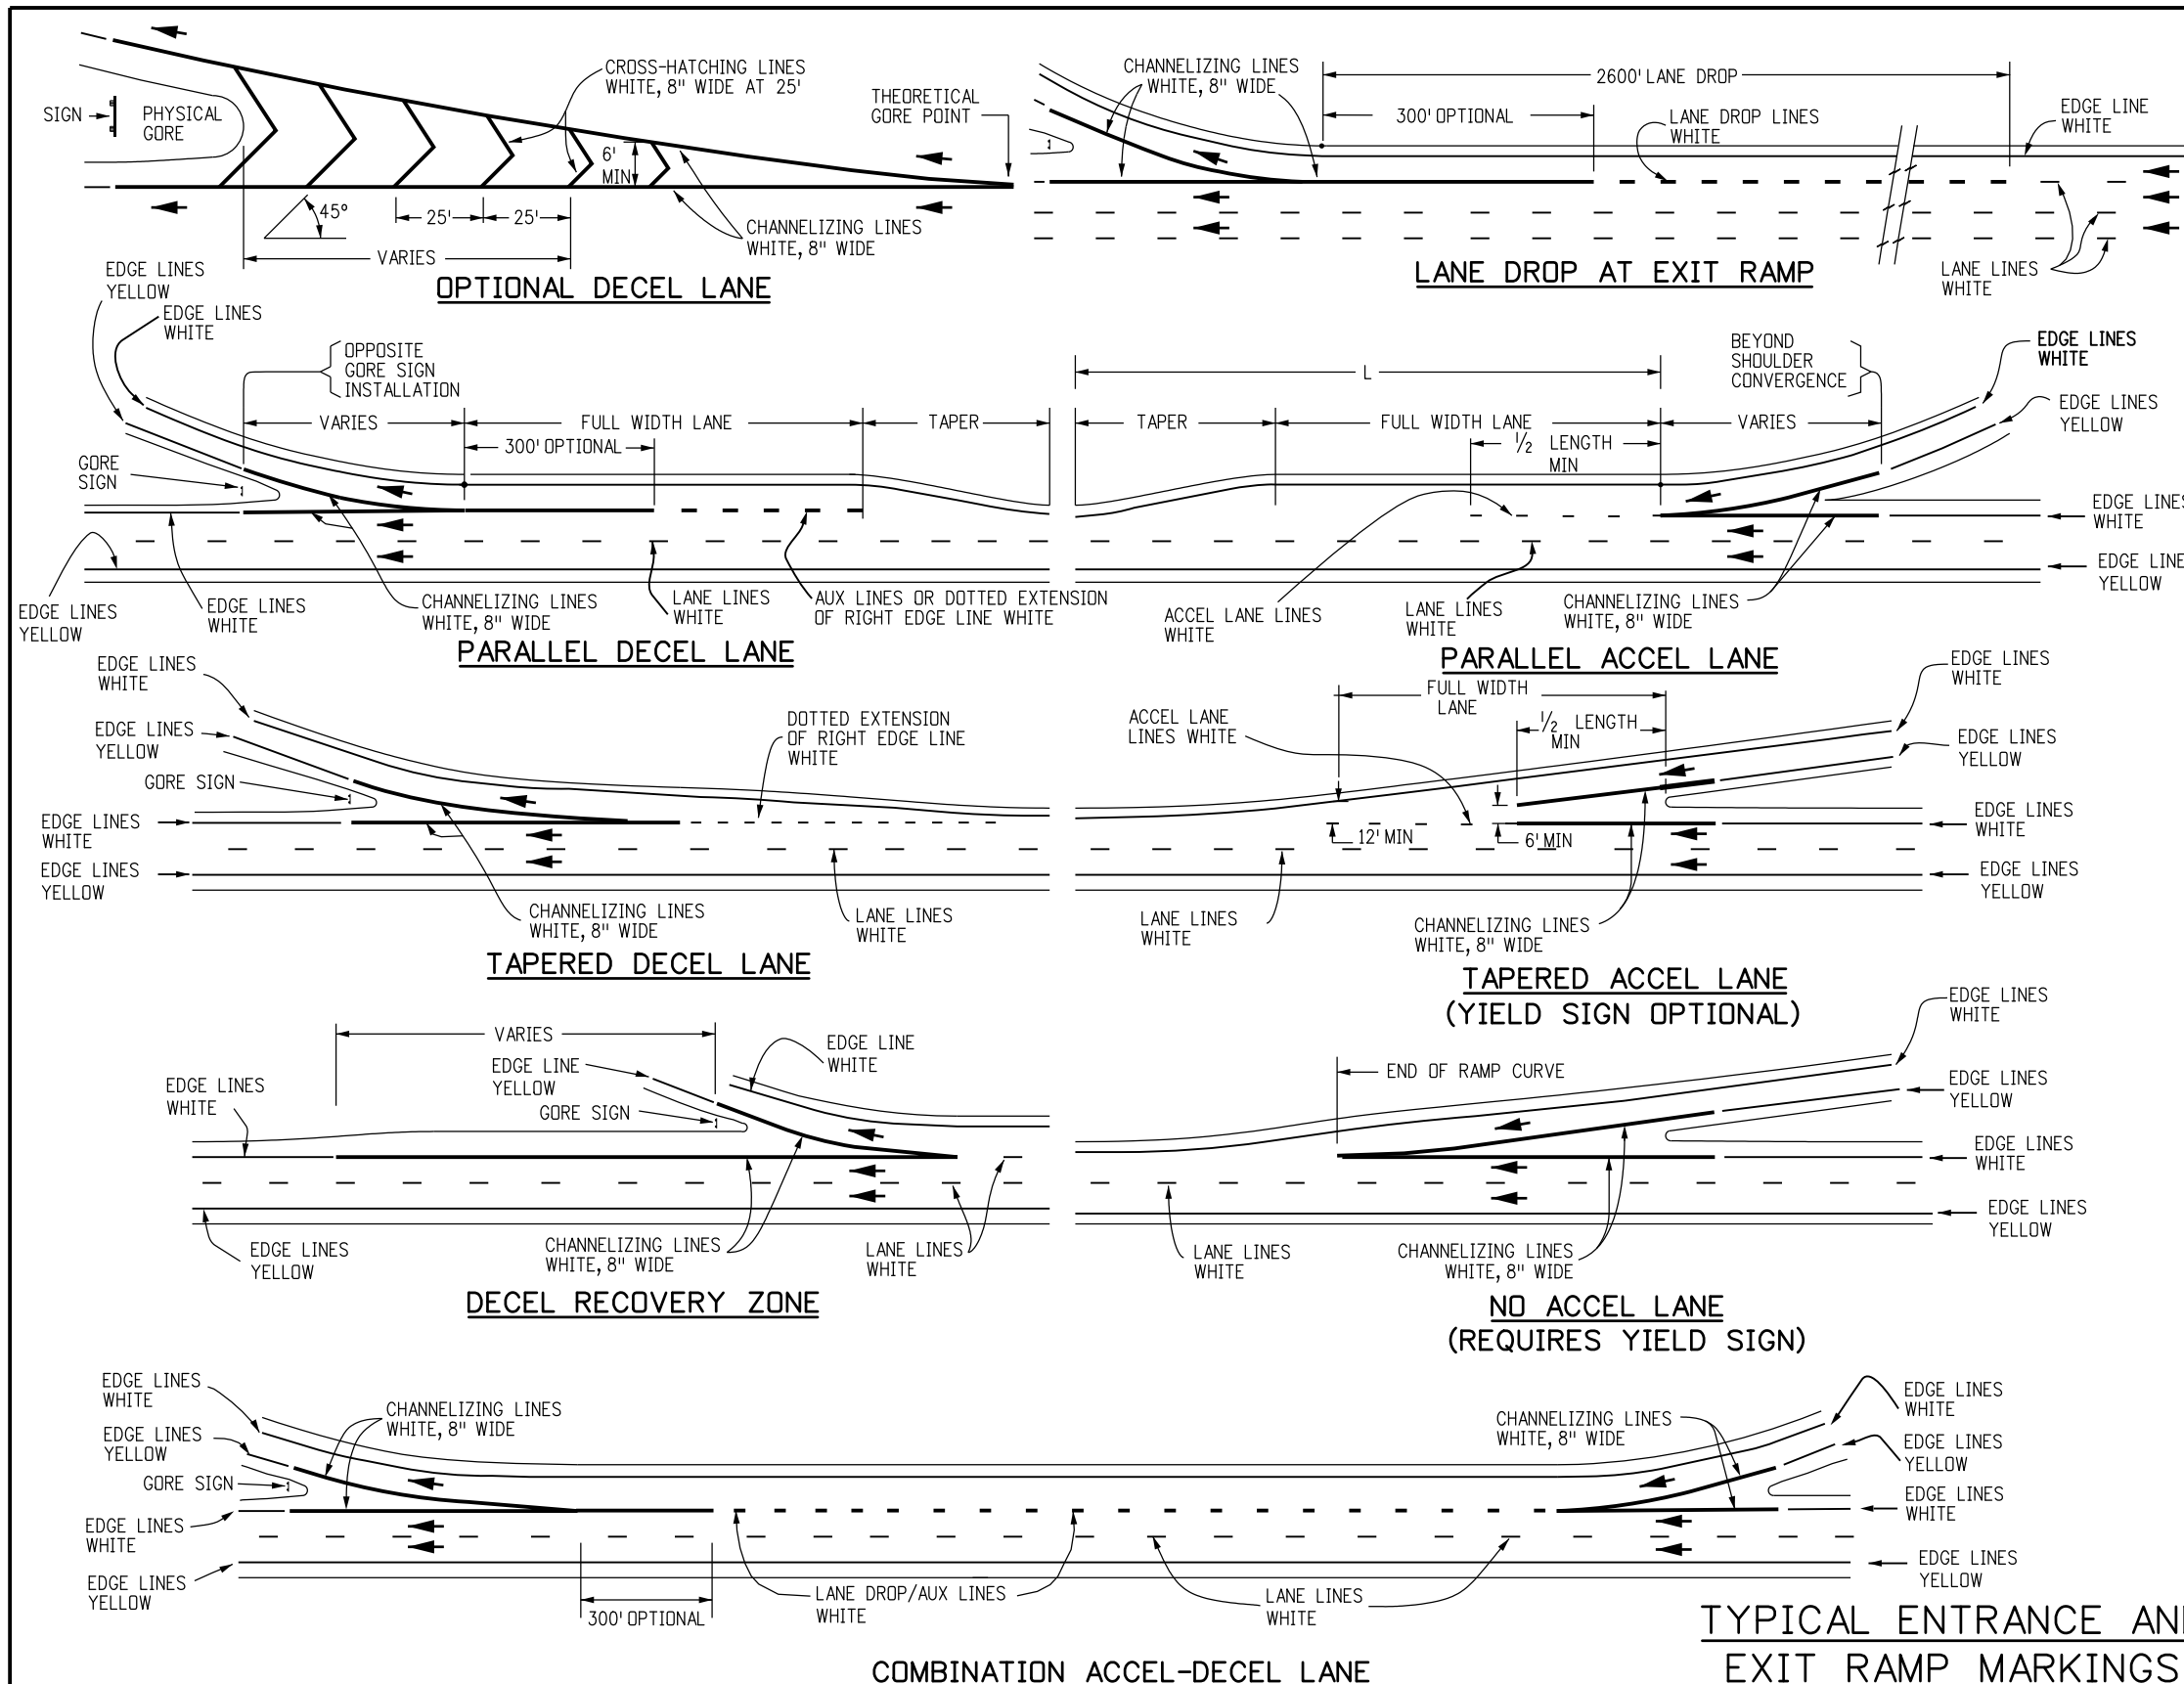 SIGN
PHYSICAL
GORE
CROSS-HATCHING LINES
WHITE, 8" WIDE AT 25'
THEORETICAL
GORE POINT
6'
MIN
45°
25'
25'
VARIES
CHANNELIZING LINES
WHITE, 8" WIDE
OPTIONAL DECEL LANE
CHANNELIZING LINES
WHITE, 8" WIDE
2600' LANE DROP
300' OPTIONAL
LANE DROP LINES
WHITE
EDGE LINE
WHITE
LANE LINES
WHITE
LANE DROP AT EXIT RAMP
EDGE LINES
YELLOW
EDGE LINES
WHITE
OPPOSITE
GORE SIGN
INSTALLATION
VARIES
FULL WIDTH LANE
TAPER
300' OPTIONAL
GORE
SIGN
EDGE LINES
YELLOW
EDGE LINES
WHITE
CHANNELIZING LINES
WHITE, 8" WIDE
LANE LINES
WHITE
AUX LINES OR DOTTED EXTENSION
OF RIGHT EDGE LINE WHITE
PARALLEL DECEL LANE
L
BEYOND
SHOULDER
CONVERGENCE
EDGE LINES
WHITE
EDGE LINES
YELLOW
TAPER
FULL WIDTH LANE
VARIES
1/2 LENGTH
MIN
EDGE LINES
WHITE
EDGE LINE
YELLOW
ACCEL LANE LINES
WHITE
LANE LINES
WHITE
CHANNELIZING LINES
WHITE, 8" WIDE
PARALLEL ACCEL LANE
EDGE LINES
WHITE
EDGE LINES
YELLOW
GORE SIGN
EDGE LINES
WHITE
EDGE LINES
YELLOW
DOTTED EXTENSION
OF RIGHT EDGE LINE
WHITE
CHANNELIZING LINES
WHITE, 8" WIDE
LANE LINES
WHITE
TAPERED DECEL LANE
FULL WIDTH
LANE
ACCEL LANE
LINES WHITE
1/2 LENGTH
MIN
EDGE LINES
WHITE
EDGE LINES
YELLOW
EDGE LINES
WHITE
EDGE LINES
YELLOW
12' MIN
6' MIN
LANE LINES
WHITE
CHANNELIZING LINES
WHITE, 8" WIDE
TAPERED ACCEL LANE
(YIELD SIGN OPTIONAL)
VARIES
EDGE LINE
WHITE
EDGE LINE
YELLOW
GORE SIGN
EDGE LINES
WHITE
EDGE LINES
YELLOW
CHANNELIZING LINES
WHITE, 8" WIDE
LANE LINES
WHITE
DECEL RECOVERY ZONE
END OF RAMP CURVE
EDGE LINES
WHITE
EDGE LINES
YELLOW
EDGE LINES
WHITE
EDGE LINES
YELLOW
LANE LINES
WHITE
CHANNELIZING LINES
WHITE, 8" WIDE
NO ACCEL LANE
(REQUIRES YIELD SIGN)
EDGE LINES
WHITE
EDGE LINES
YELLOW
GORE SIGN
EDGE LINES
WHITE
EDGE LINES
YELLOW
CHANNELIZING LINES
WHITE, 8" WIDE
300' OPTIONAL
LANE DROP/AUX LINES
WHITE
LANE LINES
WHITE
CHANNELIZING LINES
WHITE, 8" WIDE
EDGE LINES
WHITE
EDGE LINES
YELLOW
EDGE LINES
WHITE
EDGE LINES
YELLOW
COMBINATION ACCEL-DECEL LANE
TYPICAL ENTRANCE
EXIT RAMP MARKINGS